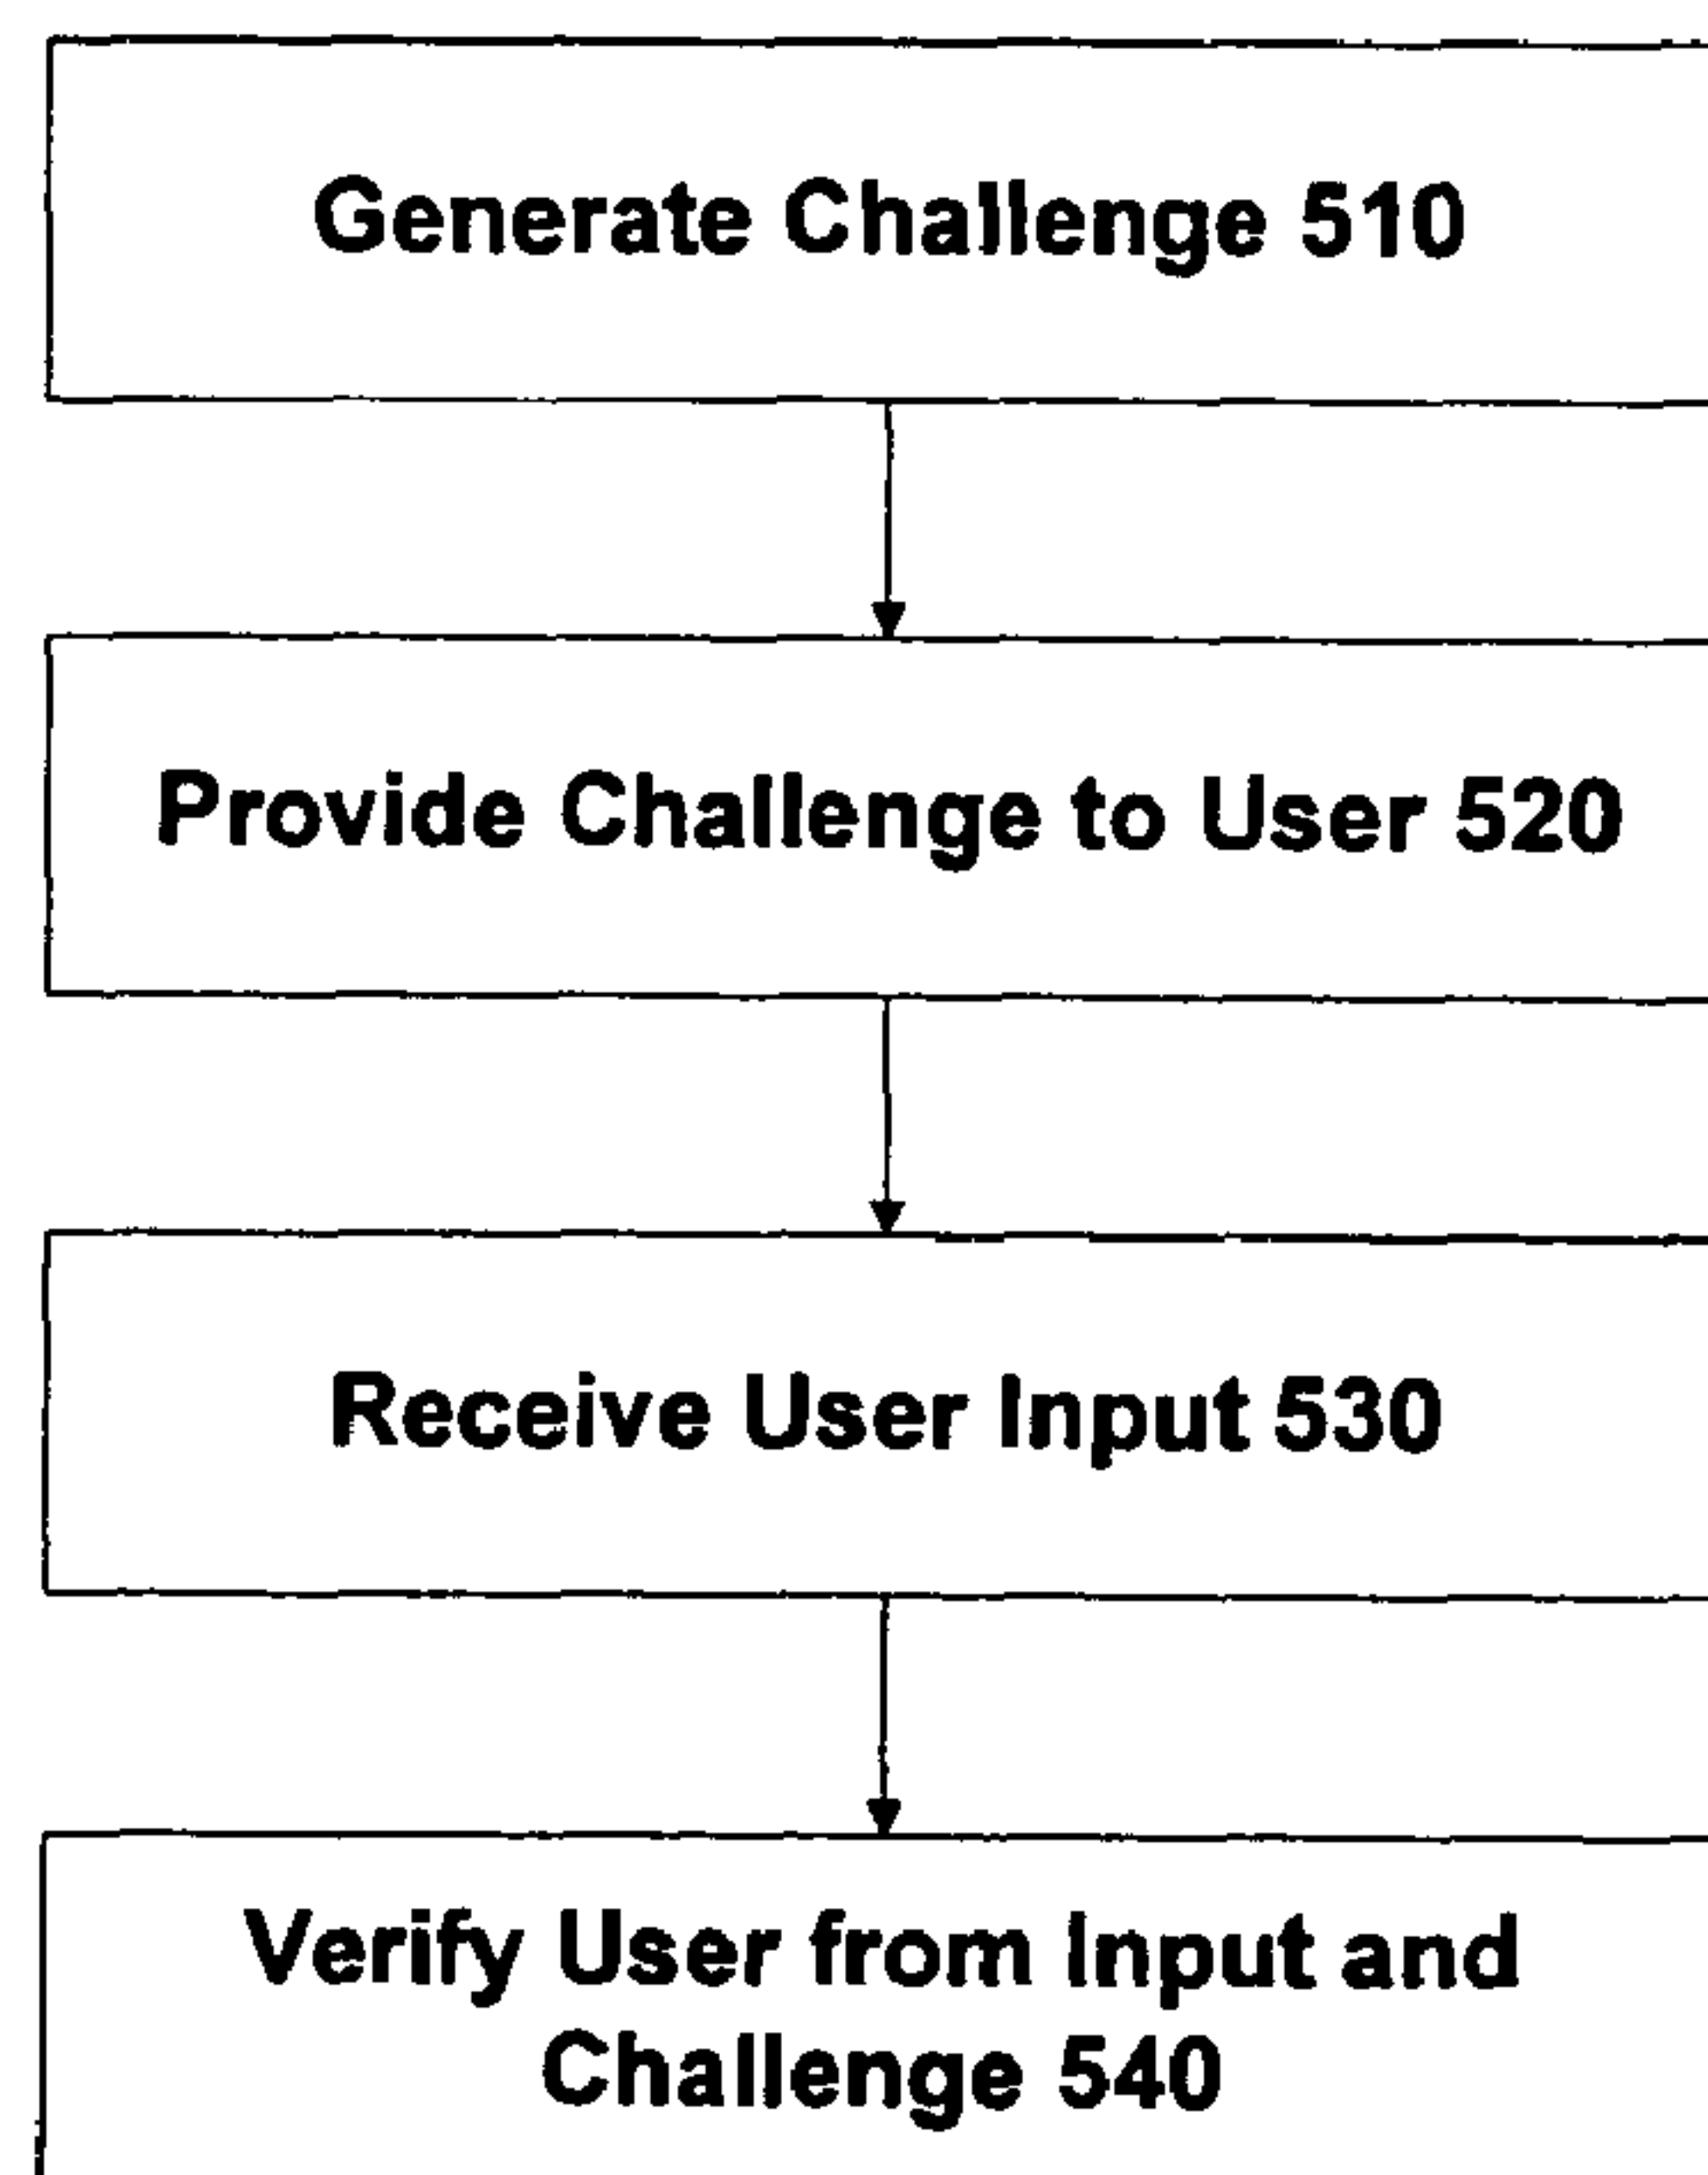 Generate Challenge 510
Provide Challenge to User 520
Receive User Input 530
Verify User from Input and
Challenge 540